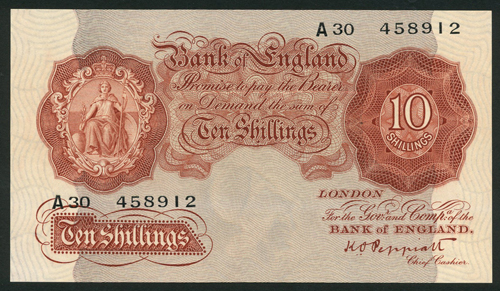 A30 458912
Bank of England
Promise to pay the Bearer
on Demand the sum of
Ten Shillings
10
SHILLINGS
LONDON
For the Govr. and Compa. of the
BANK OF ENGLAND.
K O Peppiatt
Chief Cashier.
A30 458912
Ten Shillings